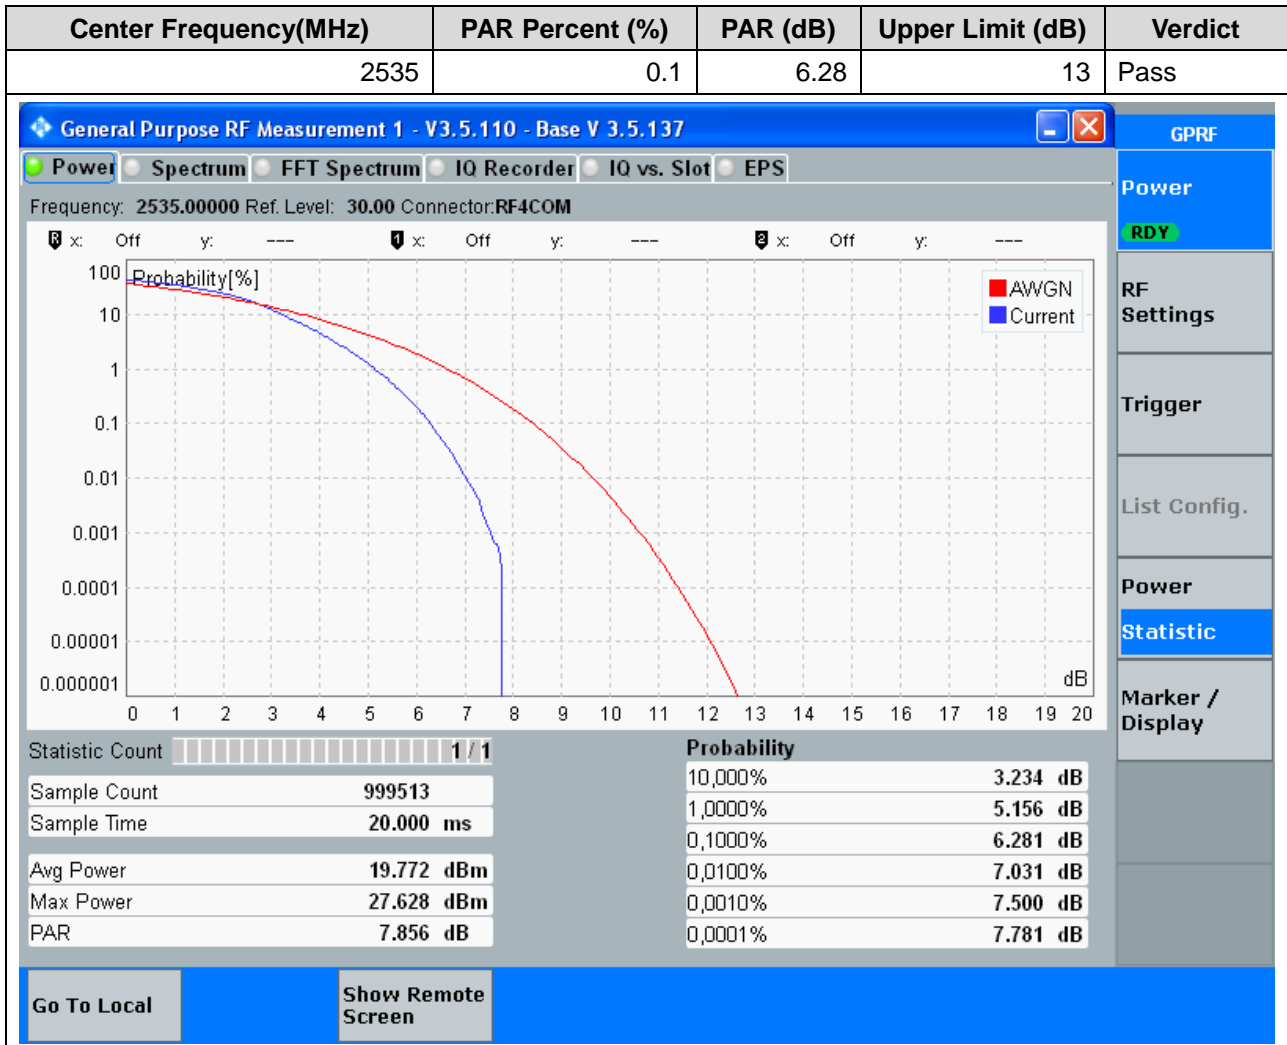 Center Frequency(MHz) PAR Percent (%) PAR (dB) Upper Limit (dB) Verdict
2535 0.1 6.28 13 Pass
General Purpose RF Measurement 1 - V3.5.110 - Base V 3.5.137
GPRF
Power Spectrum FFT Spectrum IQ Recorder IQ vs. Slot EPS
Frequency: 2535.00000 Ref. Level: 30.00 Connector:RF4COM
R x: Off y: --- 1 x: Off y: --- 2 x: Off y: ---
Probability[%]
AWGN
Current
100
10
1
0.1
0.01
0.001
0.0001
0.00001
0.000001
dB
0 1 2 3 4 5 6 7 8 9 10 11 12 13 14 15 16 17 18 19 20
Statistic Count 1 / 1
Sample Count 999513
Sample Time 20.000 ms
Avg Power 19.772 dBm
Max Power 27.628 dBm
PAR 7.856 dB
Probability
10,000% 3.234 dB
1,0000% 5.156 dB
0,1000% 6.281 dB
0,0100% 7.031 dB
0,0010% 7.500 dB
0,0001% 7.781 dB
Power
RDY
RF
Settings
Trigger
List Config.
Power
Statistic
Marker /
Display
Go To Local
Show Remote
Screen